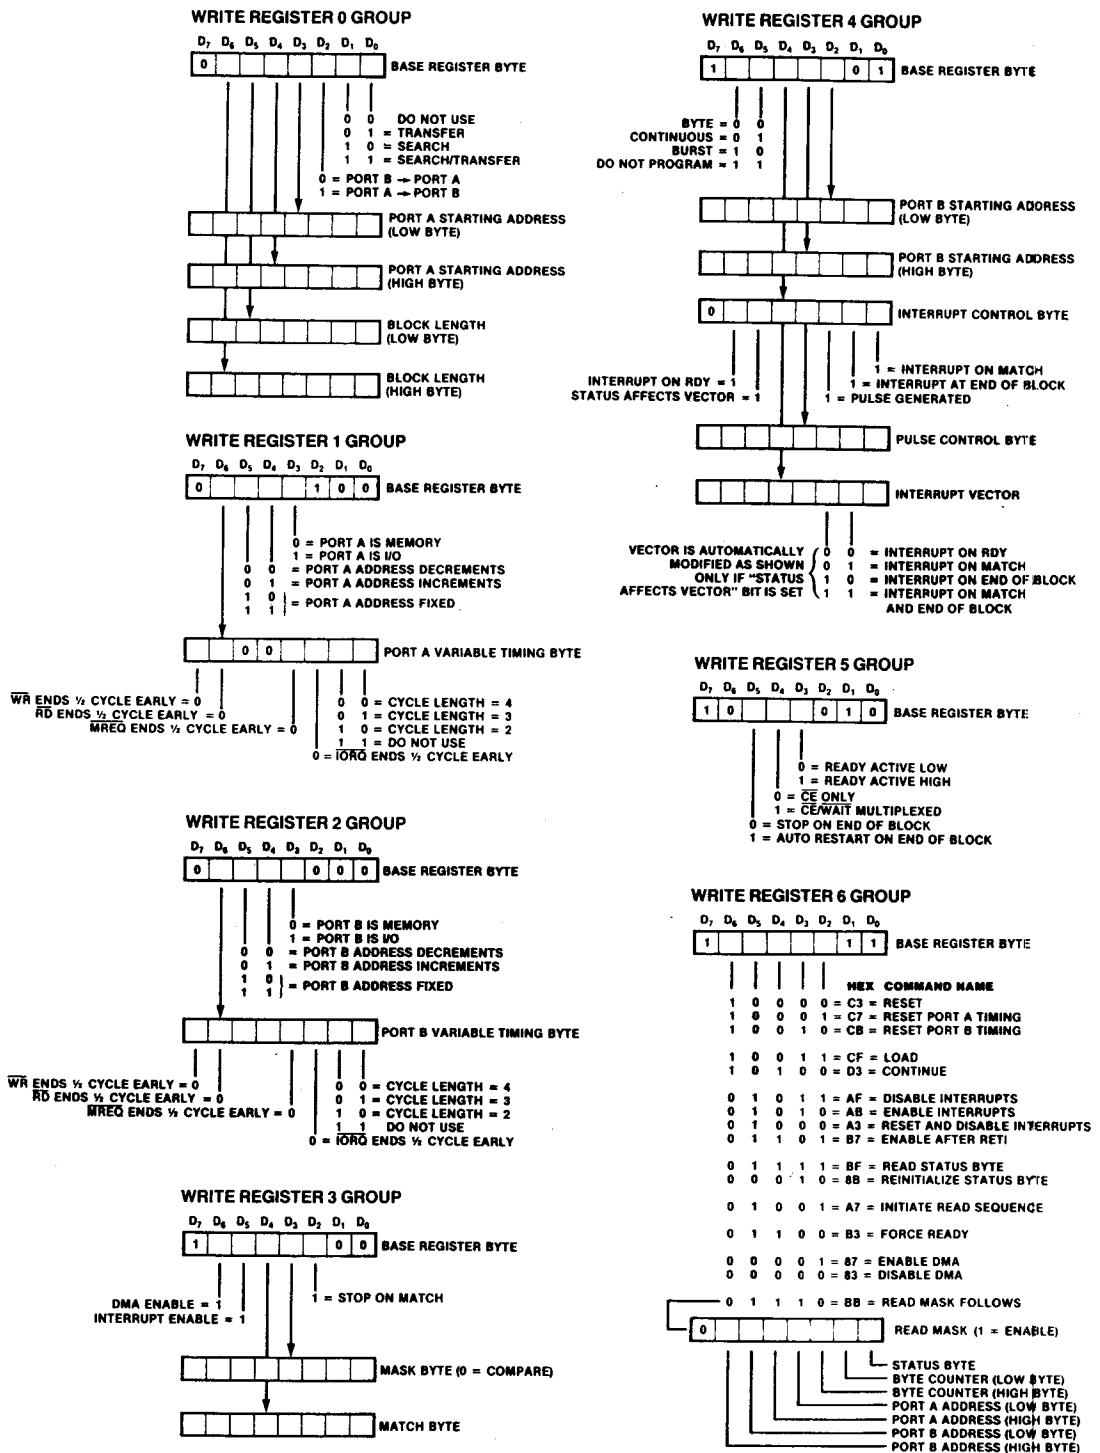 WRITE REGISTER 0 GROUP
D7 D6 D5 D4 D3 D2 D1 D0
0 BASE REGISTER BYTE
0 0 DO NOT USE
0 1 = TRANSFER
1 0 = SEARCH
1 1 = SEARCH/TRANSFER
0 = PORT B → PORT A
1 = PORT A → PORT B
PORT A STARTING ADDRESS
(LOW BYTE)
PORT A STARTING ADDRESS
(HIGH BYTE)
BLOCK LENGTH
(LOW BYTE)
BLOCK LENGTH
(HIGH BYTE)
WRITE REGISTER 1 GROUP
D7 D6 D5 D4 D3 D2 D1 D0
0 1 0 0 BASE REGISTER BYTE
0 = PORT A IS MEMORY
1 = PORT A IS I/O
0 0 = PORT A ADDRESS DECREMENTS
0 1 = PORT A ADDRESS INCREMENTS
1 0
1 1 } = PORT A ADDRESS FIXED
0 0 PORT A VARIABLE TIMING BYTE
WR ENDS ½ CYCLE EARLY = 0
RD ENDS ½ CYCLE EARLY = 0
MREQ ENDS ½ CYCLE EARLY = 0
0 0 = CYCLE LENGTH = 4
0 1 = CYCLE LENGTH = 3
1 0 = CYCLE LENGTH = 2
1 1 = DO NOT USE
0 = IORQ ENDS ½ CYCLE EARLY
WRITE REGISTER 2 GROUP
D7 D6 D5 D4 D3 D2 D1 D0
0 0 0 0 BASE REGISTER BYTE
0 = PORT B IS MEMORY
1 = PORT B IS I/O
0 0 = PORT B ADDRESS DECREMENTS
0 1 = PORT B ADDRESS INCREMENTS
1 0
1 1 } = PORT B ADDRESS FIXED
PORT B VARIABLE TIMING BYTE
WR ENDS ½ CYCLE EARLY = 0
RD ENDS ½ CYCLE EARLY = 0
MREQ ENDS ½ CYCLE EARLY = 0
0 0 = CYCLE LENGTH = 4
0 1 = CYCLE LENGTH = 3
1 0 = CYCLE LENGTH = 2
1 1 DO NOT USE
0 = IORQ ENDS ½ CYCLE EARLY
WRITE REGISTER 3 GROUP
D7 D6 D5 D4 D3 D2 D1 D0
1 0 0 BASE REGISTER BYTE
DMA ENABLE = 1
INTERRUPT ENABLE = 1
1 = STOP ON MATCH
MASK BYTE (0 = COMPARE)
MATCH BYTE
WRITE REGISTER 4 GROUP
D7 D6 D5 D4 D3 D2 D1 D0
1 0 1 BASE REGISTER BYTE
BYTE = 0 0
CONTINUOUS = 0 1
BURST = 1 0
DO NOT PROGRAM = 1 1
PORT B STARTING ADDRESS
(LOW BYTE)
PORT B STARTING ADDRESS
(HIGH BYTE)
0 INTERRUPT CONTROL BYTE
INTERRUPT ON RDY = 1
STATUS AFFECTS VECTOR = 1
1 = INTERRUPT ON MATCH
1 = INTERRUPT AT END OF BLOCK
1 = PULSE GENERATED
PULSE CONTROL BYTE
INTERRUPT VECTOR
VECTOR IS AUTOMATICALLY
MODIFIED AS SHOWN
ONLY IF "STATUS
AFFECTS VECTOR" BIT IS SET
0 0 = INTERRUPT ON RDY
0 1 = INTERRUPT ON MATCH
1 0 = INTERRUPT ON END OF BLOCK
1 1 = INTERRUPT ON MATCH
AND END OF BLOCK
WRITE REGISTER 5 GROUP
D7 D6 D5 D4 D3 D2 D1 D0
1 0 0 1 0 BASE REGISTER BYTE
0 = READY ACTIVE LOW
1 = READY ACTIVE HIGH
0 = CE ONLY
1 = CE/WAIT MULTIPLEXED
0 = STOP ON END OF BLOCK
1 = AUTO RESTART ON END OF BLOCK
WRITE REGISTER 6 GROUP
D7 D6 D5 D4 D3 D2 D1 D0
1 1 1 BASE REGISTER BYTE
HEX COMMAND NAME
1 0 0 0 0 = C3 = RESET
1 0 0 0 1 = C7 = RESET PORT A TIMING
1 0 0 1 0 = CB = RESET PORT B TIMING
1 0 0 1 1 = CF = LOAD
1 0 1 0 0 = D3 = CONTINUE
0 1 0 1 1 = AF = DISABLE INTERRUPTS
0 1 0 1 0 = AB = ENABLE INTERRUPTS
0 1 0 0 0 = A3 = RESET AND DISABLE INTERRUPTS
0 1 1 0 1 = B7 = ENABLE AFTER RETI
0 1 1 1 1 = BF = READ STATUS BYTE
0 0 0 1 0 = 8B = REINITIALIZE STATUS BYTE
0 1 0 0 1 = A7 = INITIATE READ SEQUENCE
0 1 1 0 0 = B3 = FORCE READY
0 0 0 0 1 = 87 = ENABLE DMA
0 0 0 0 0 = 83 = DISABLE DMA
0 1 1 1 0 = BB = READ MASK FOLLOWS
0 READ MASK (1 = ENABLE)
STATUS BYTE
BYTE COUNTER (LOW BYTE)
BYTE COUNTER (HIGH BYTE)
PORT A ADDRESS (LOW BYTE)
PORT A ADDRESS (HIGH BYTE)
PORT B ADDRESS (LOW BYTE)
PORT B ADDRESS (HIGH BYTE)